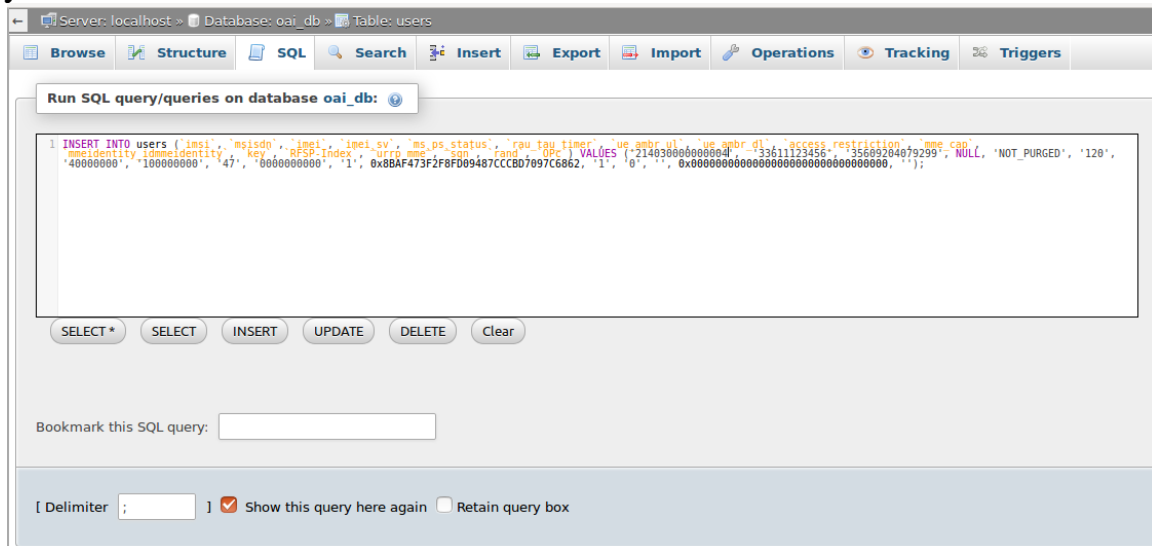 y
← Server: localhost » Database: oai_db » Table: users
Browse Structure SQL Search Insert Export Import Operations Tracking Triggers
Run SQL query/queries on database oai_db:
1 INSERT INTO users (`imsi`, `msisdn`, `imei`, `imei_sv`, `ms_ps_status`, `rau_tau_timer`, `ue_ambr_ul`, `ue_ambr_dl`, `access_restriction`, `mme_cap`,
`mmeidentity_idmmeidentity`, `key`, `RFSP-Index`, `urrp_mme`, `sqn`, `rand`, `OPc`) VALUES ("214030000000004", '33611123456', '35609204079299', NULL, 'NOT_PURGED', '120',
'40000000', '100000000', '47', '0000000000', '1', 0x8BAF473F2F8FD09487CCCBD7097C6862, '1', '0', '', 0x00000000000000000000000000000000, '');
SELECT * SELECT INSERT UPDATE DELETE Clear
Bookmark this SQL query:
[ Delimiter ; ] Show this query here again Retain query box